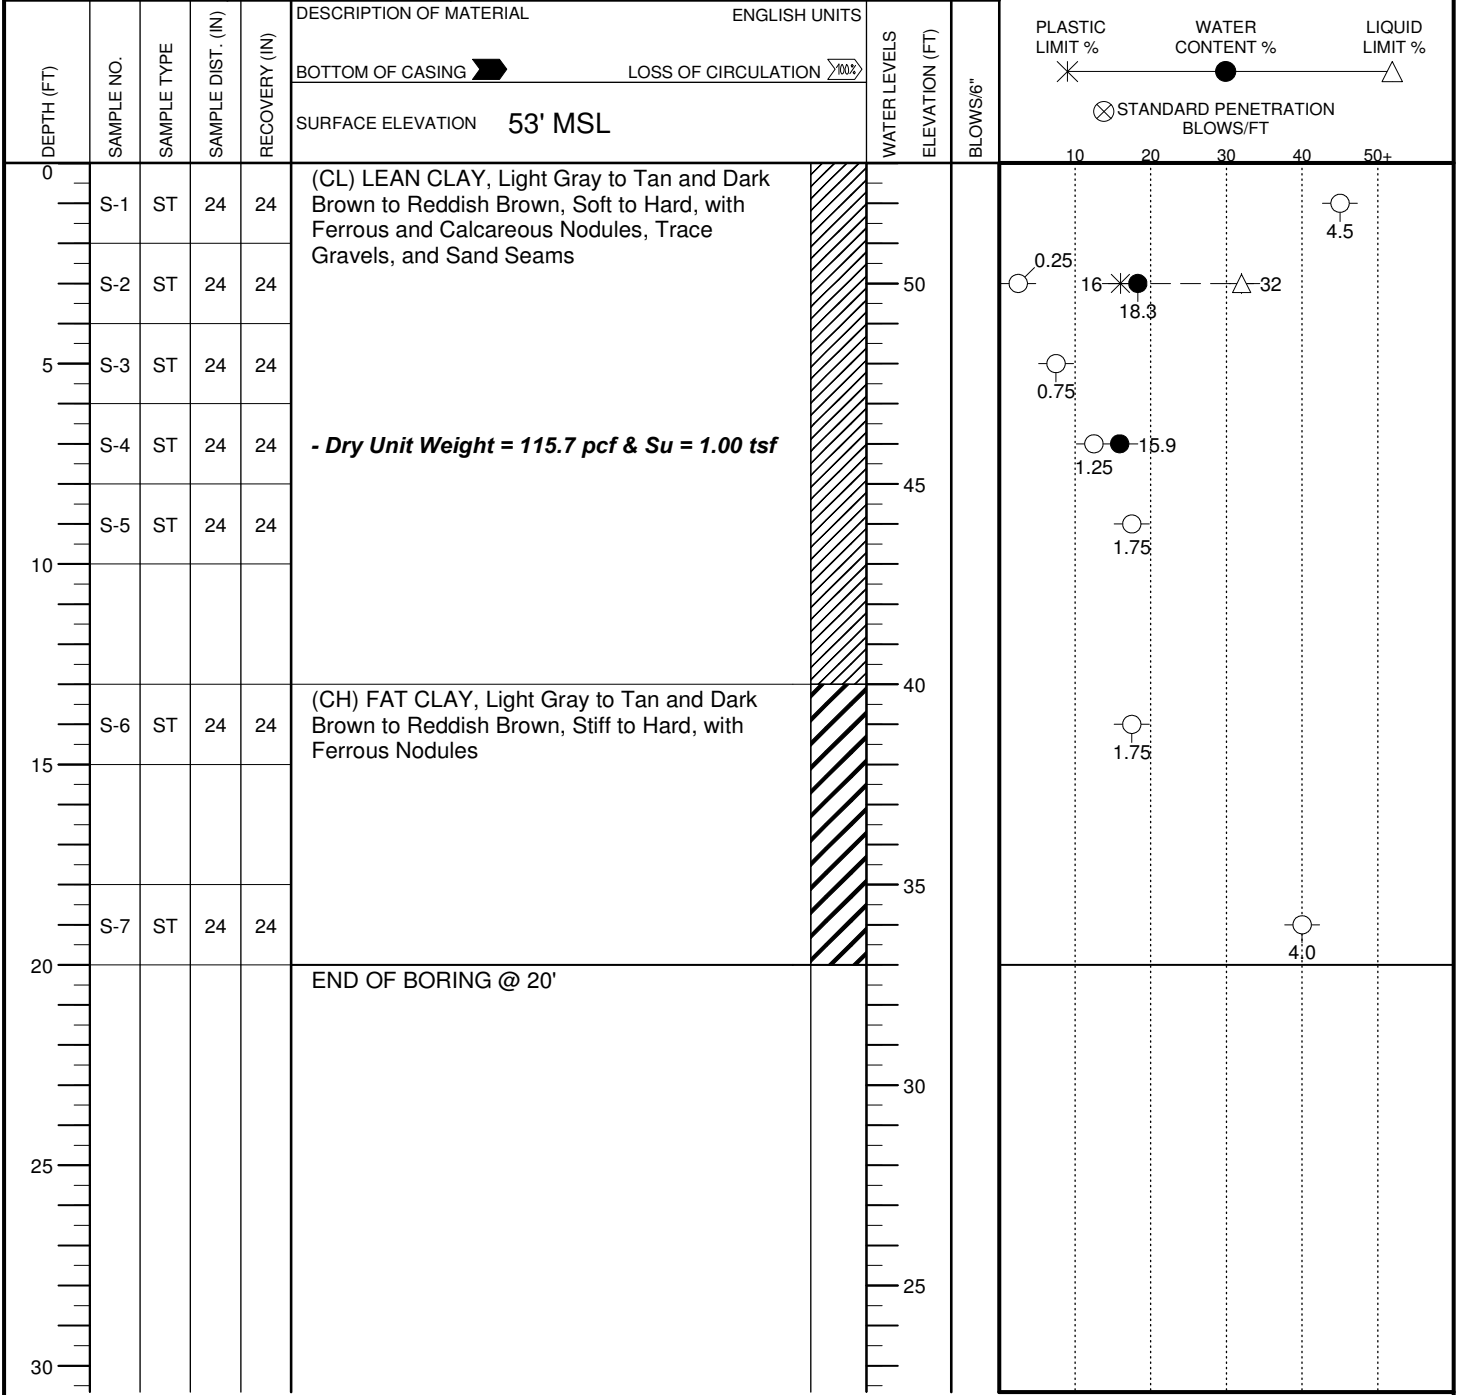 DEPTH (FT)
SAMPLE NO.
SAMPLE TYPE
SAMPLE DIST. (IN)
RECOVERY (IN)
DESCRIPTION OF MATERIAL ENGLISH UNITS
BOTTOM OF CASING LOSS OF CIRCULATION 100%
SURFACE ELEVATION 53' MSL
WATER LEVELS
ELEVATION (FT)
BLOWS/6"
PLASTIC LIMIT %
WATER CONTENT %
LIQUID LIMIT %
STANDARD PENETRATION
BLOWS/FT
10 20 30 40 50+
0
(CL) LEAN CLAY, Light Gray to Tan and Dark
Brown to Reddish Brown, Soft to Hard, with
Ferrous and Calcareous Nodules, Trace
Gravels, and Sand Seams
S-1 ST 24 24
4.5
S-2 ST 24 24
50
0.25
16
18.3
32
5
S-3 ST 24 24
0.75
S-4 ST 24 24
- Dry Unit Weight = 115.7 pcf & Su = 1.00 tsf
1.25
15.9
45
S-5 ST 24 24
1.75
10
40
(CH) FAT CLAY, Light Gray to Tan and Dark
Brown to Reddish Brown, Stiff to Hard, with
Ferrous Nodules
S-6 ST 24 24
1.75
15
35
S-7 ST 24 24
4.0
20
END OF BORING @ 20'
30
25
25
30